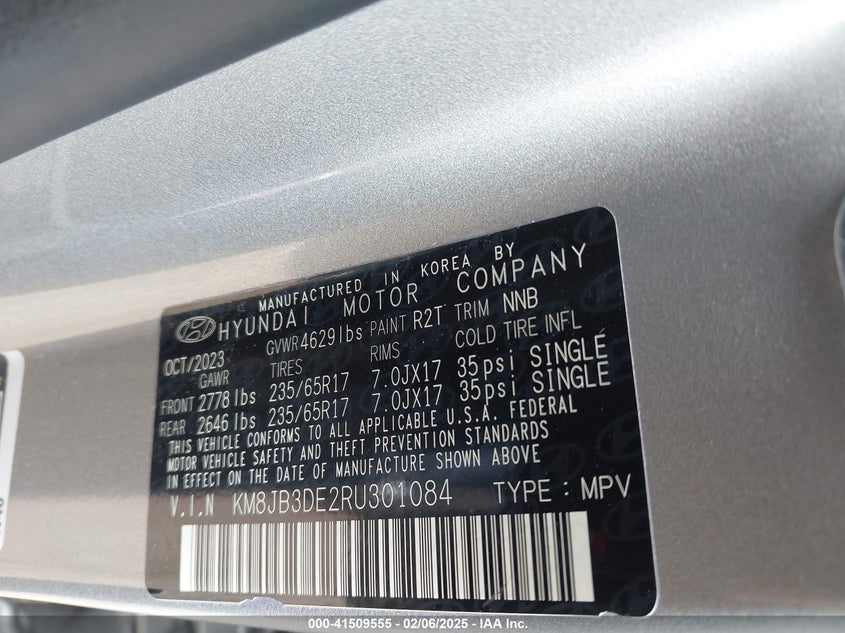 MANUFACTURED IN KOREA BY
HYUNDAI MOTOR COMPANY
OCT/2023 GVWR 4629lbs PAINT R2T TRIM NNB
GAWR TIRES RIMS COLD TIRE INFL
FRONT 2778 lbs 235/65R17 7.0JX17 35psi SINGLE
REAR 2646 lbs 235/65R17 7.0JX17 35psi SINGLE
THIS VEHICLE CONFORMS TO ALL APPLICABLE U.S.A. FEDERAL
MOTOR VEHICLE SAFETY AND THEFT PREVENTION STANDARDS
IN EFFECT ON THE DATE OF MANUFACTURE SHOWN ABOVE
V.I.N KM8JB3DE2RU301084 TYPE : MPV
000-41509555 - 02/06/2025 - IAA Inc.